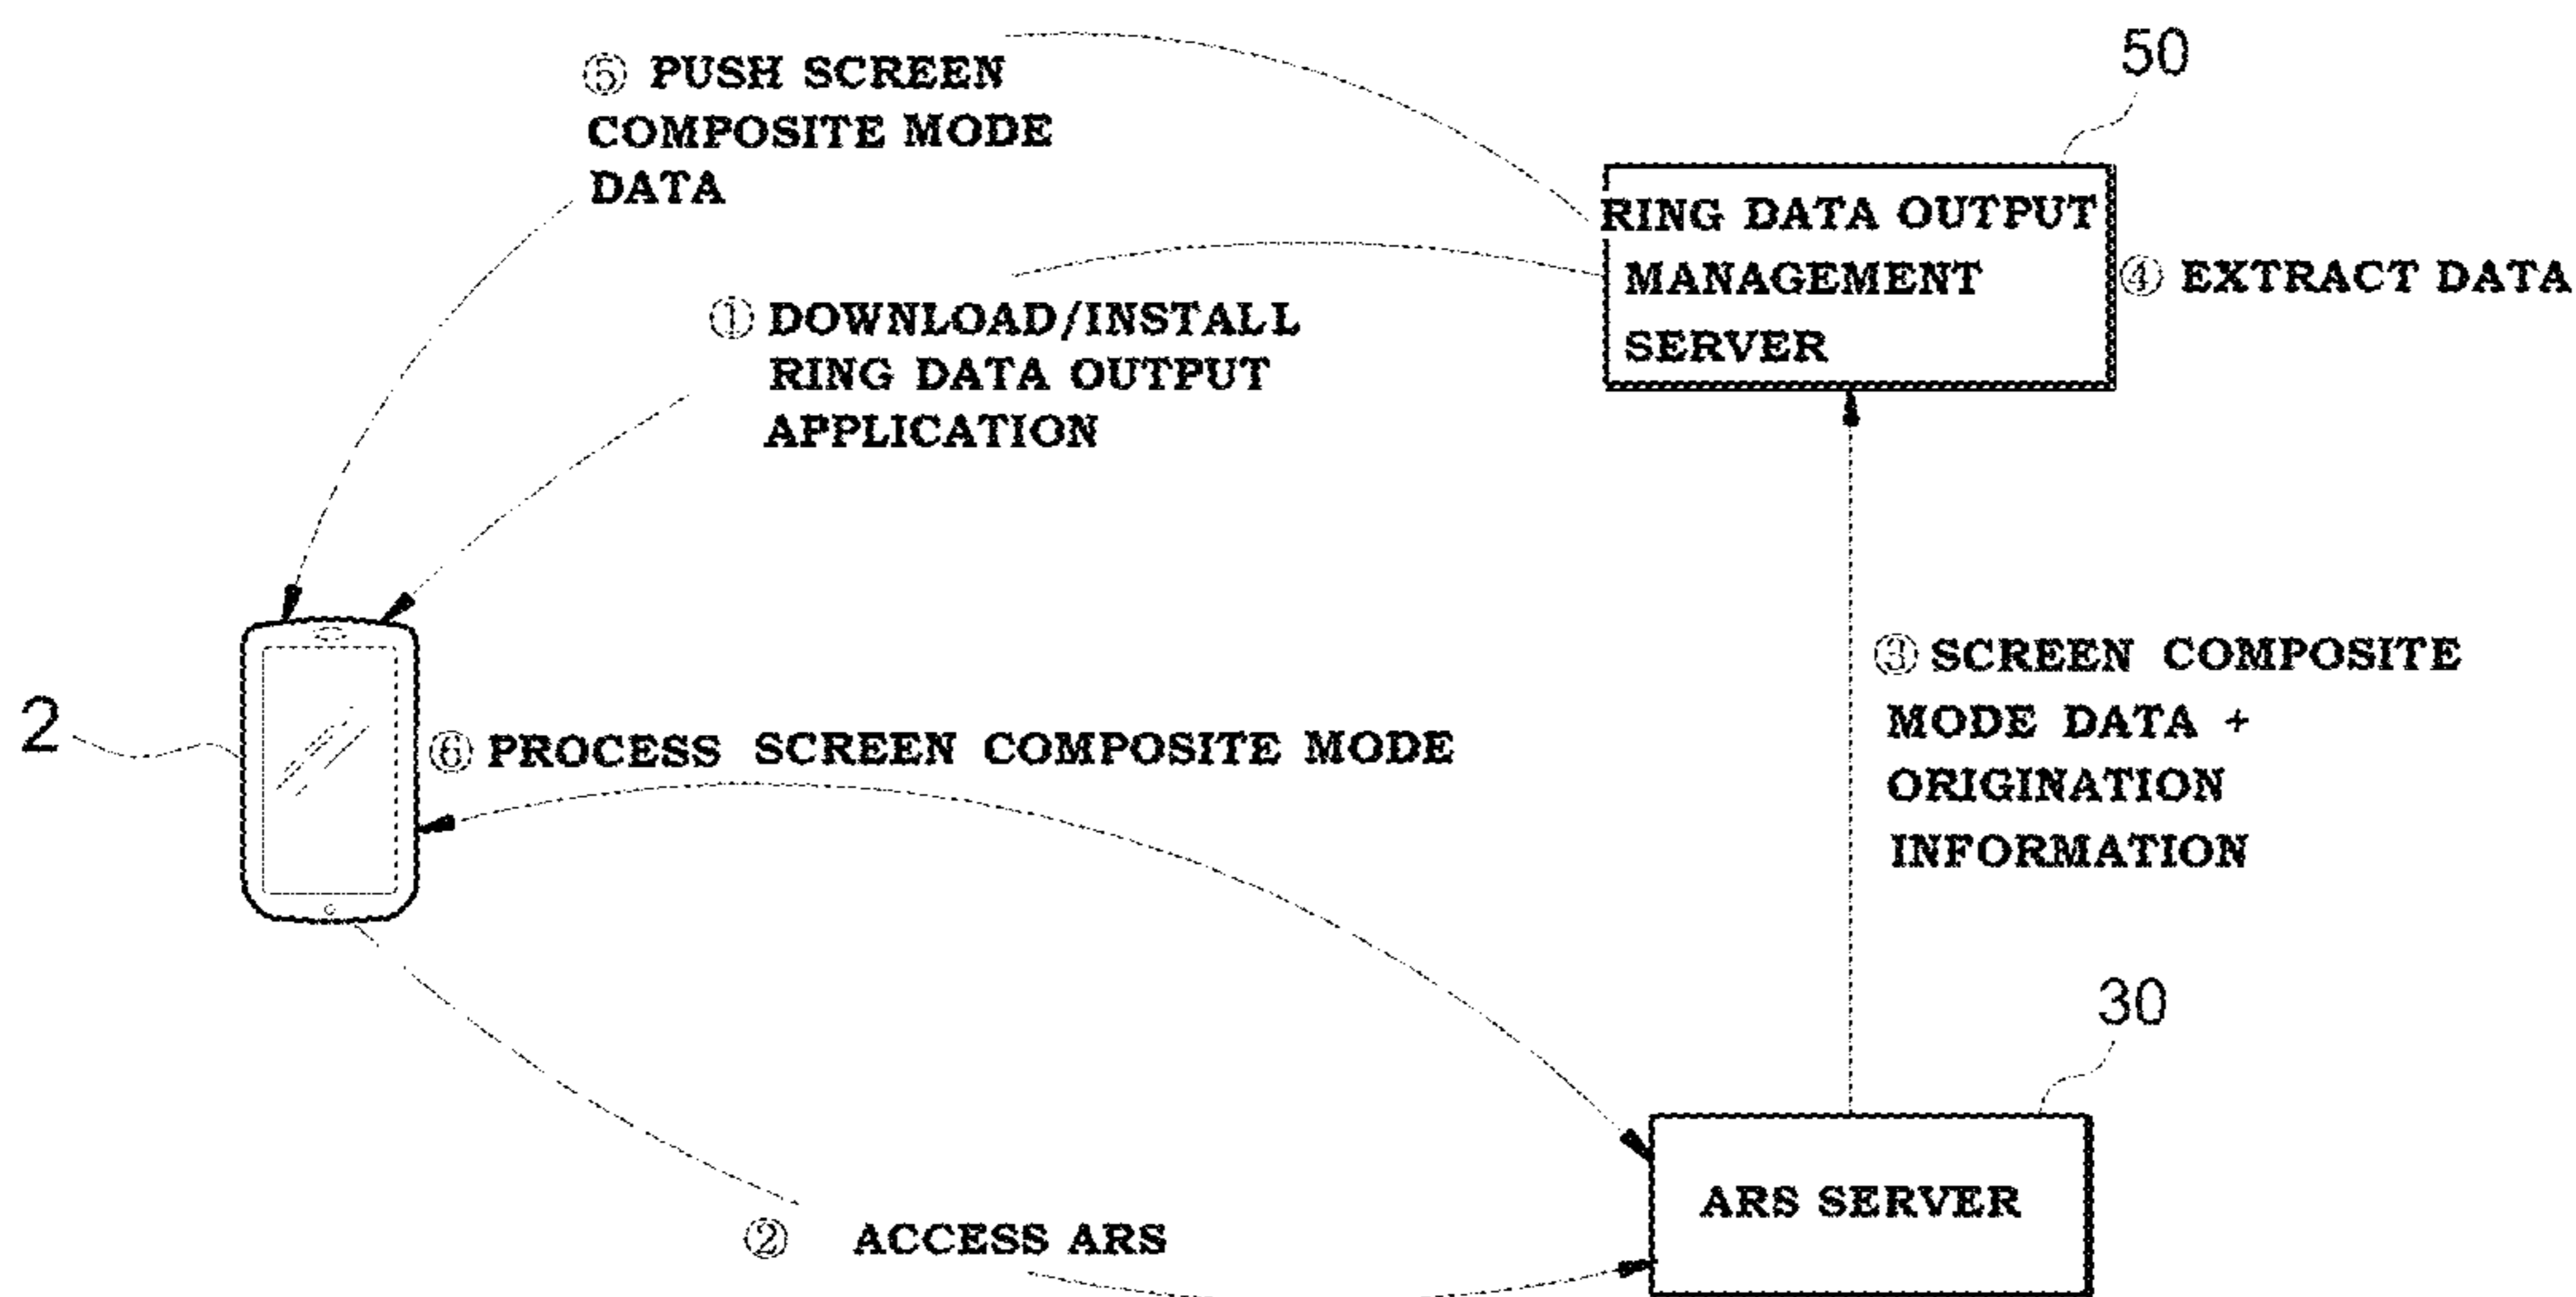 50
⑤ PUSH SCREEN
COMPOSITE MODE
DATA
RING DATA OUTPUT
MANAGEMENT
SERVER
④ EXTRACT DATA
① DOWNLOAD/INSTALL
RING DATA OUTPUT
APPLICATION
③ SCREEN COMPOSITE
MODE DATA +
ORIGINATION
INFORMATION
2
⑥ PROCESS SCREEN COMPOSITE MODE
30
ARS SERVER
② ACCESS ARS